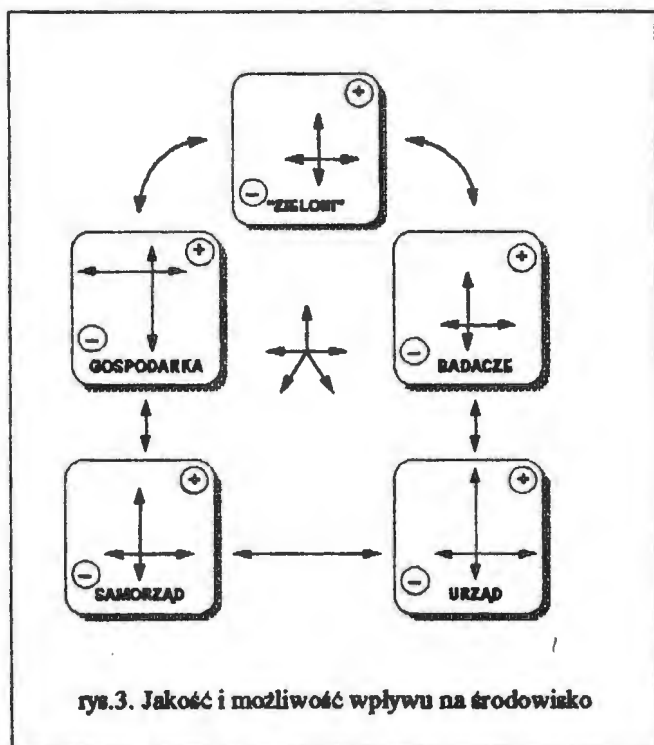 +
−
"ZIELONI"
+
−
GOSPODARKA
+
−
BADACZE
+
−
SAMORZĄD
+
−
URZĄD
rys.3. Jakość i możliwość wpływu na środowisko